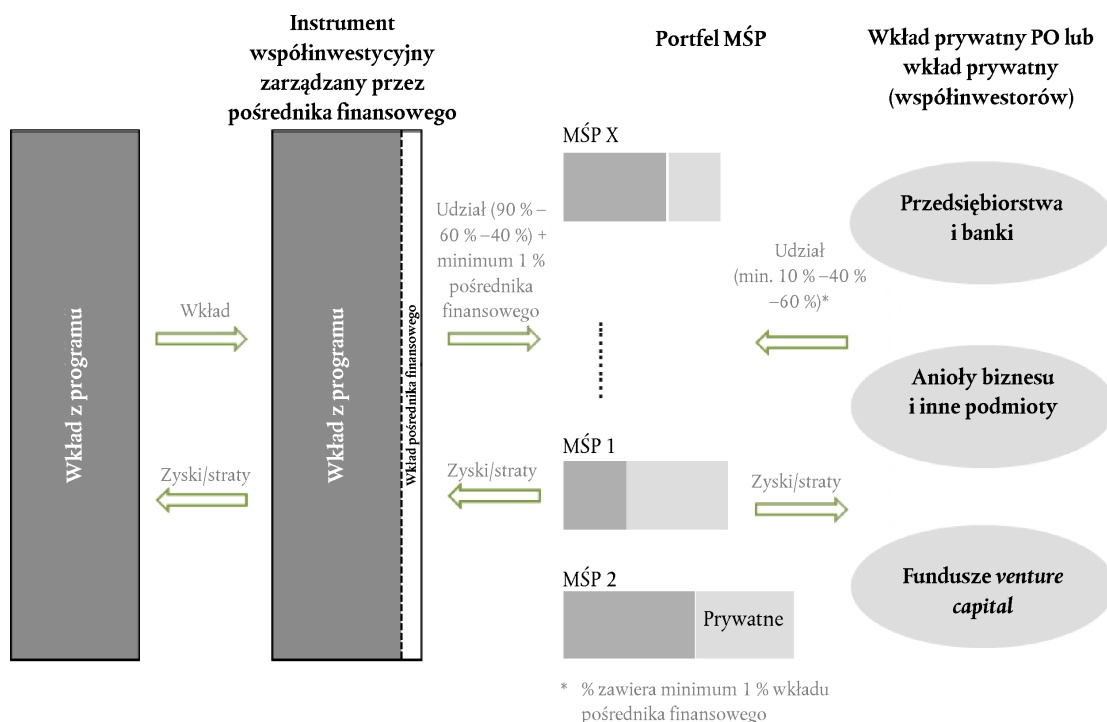 Instrument
współinwestycyjny
zarządzany przez
pośrednika finansowego
Portfel MŚP
Wkład prywatny PO lub
wkład prywatny
(współinwestorów)
Wkład z programu
Wkład
Zyski/straty
Wkład z programu
Wkład pośrednika finansowego
Udział (90 % –
60 % –40 %) +
minimum 1 %
pośrednika
finansowego
Zyski/straty
MŚP X
MŚP 1
MŚP 2
Prywatne
Udział
(min. 10 % –40 %
–60 %)*
Zyski/straty
Przedsiębiorstwa
i banki
Anioły biznesu
i inne podmioty
Fundusze venture
capital
* % zawiera minimum 1 % wkładu
pośrednika finansowego